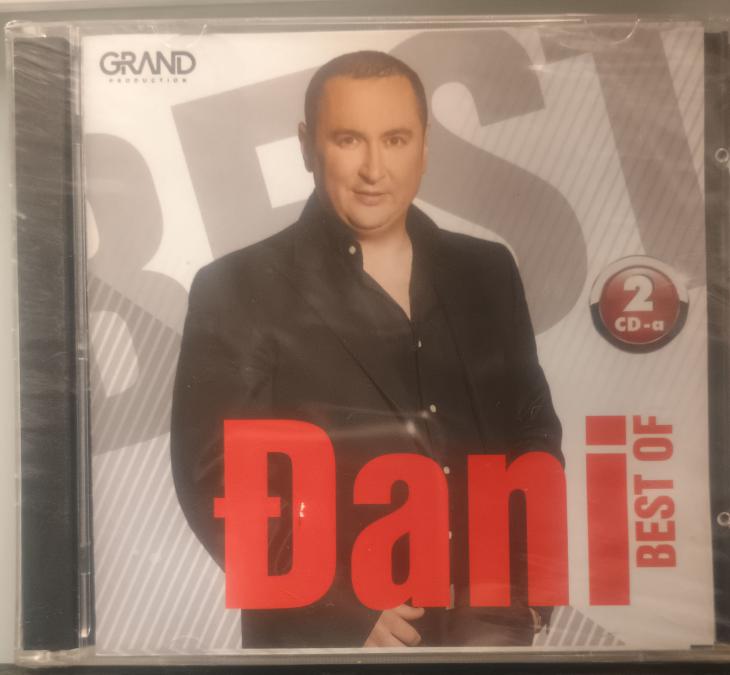 GRAND
PRODUCTION
BEST
2
CD-a
Đani
BEST OF